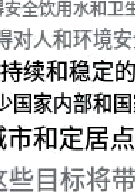 得安全饮用水和卫生
得对人和环境安全
持续和稳定的
少国家内部和国家
城市和定居点
这些目标将带